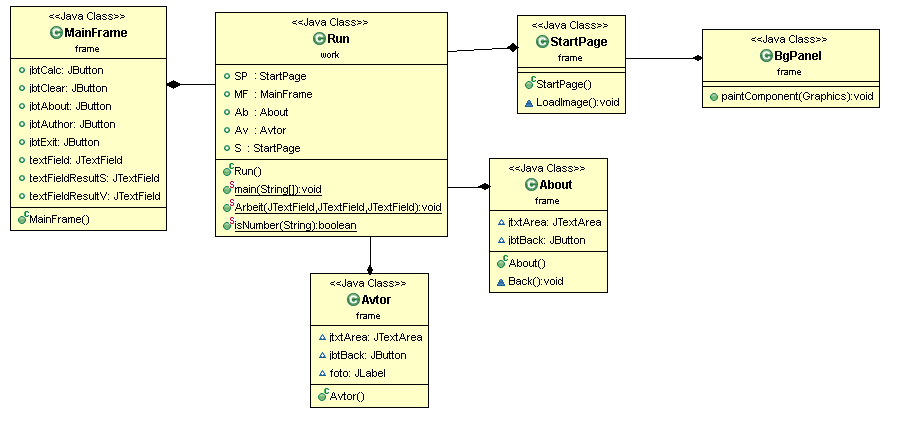 <<Java Class>>
MainFrame
frame
jbtCalc: JButton
jbtClear: JButton
jbtAbout: JButton
jbtAuthor: JButton
jbtExit: JButton
textField: JTextField
textFieldResultS: JTextField
textFieldResultV: JTextField
MainFrame()
<<Java Class>>
Run
work
SP : StartPage
MF : MainFrame
Ab : About
Av : Avtor
S : StartPage
Run()
main(String[]):void
Arbeit(JTextField,JTextField,JTextField):void
isNumber(String):boolean
<<Java Class>>
StartPage
frame
StartPage()
LoadImage():void
<<Java Class>>
BgPanel
frame
paintComponent(Graphics):void
<<Java Class>>
About
frame
jtxtArea: JTextArea
jbtBack: JButton
About()
Back():void
<<Java Class>>
Avtor
frame
jtxtArea: JTextArea
jbtBack: JButton
foto: JLabel
Avtor()